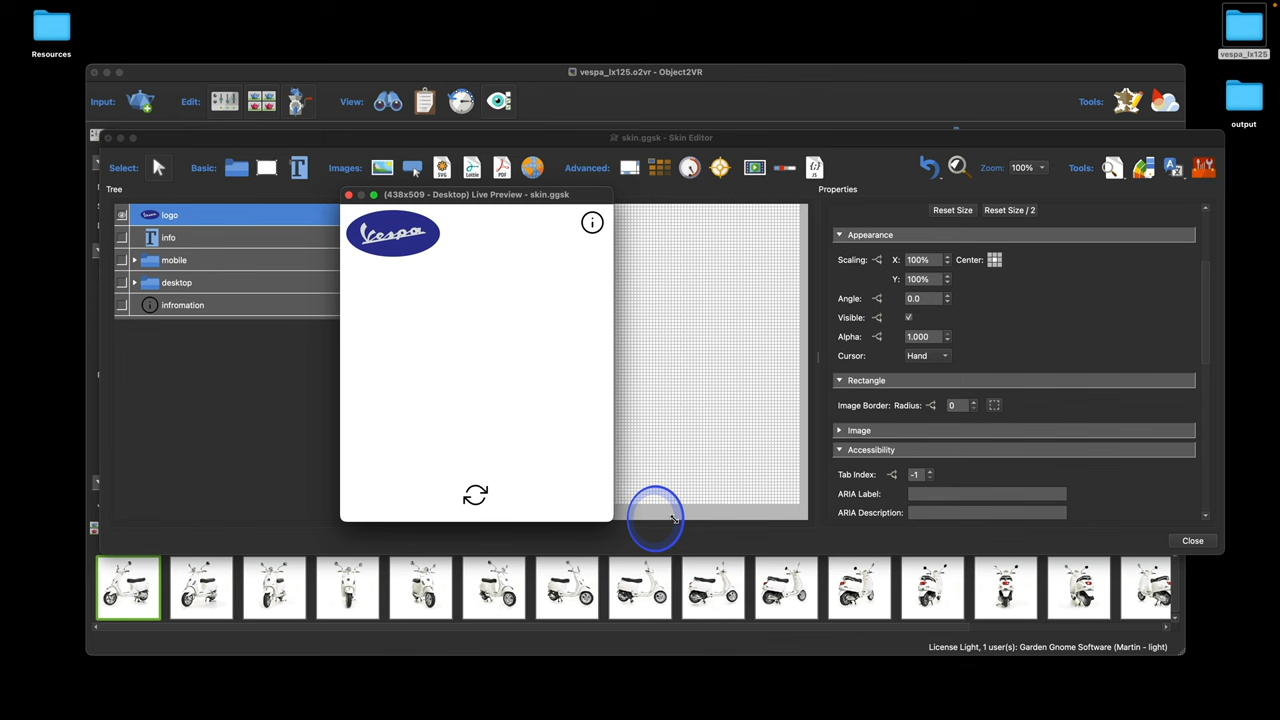 Resources
vespa_lx125
output
vespa_lx125.o2vr - Object2VR
Input:
Edit:
View:
Tools:
skin.ggsk - Skin Editor
Select:
Basic:
Images:
Advanced:
Zoom: 100%
Tools:
Tree
(438x509 - Desktop) Live Preview - skin.ggsk
Properties
logo
info
mobile
desktop
infromation
Vespa
Reset Size
Reset Size / 2
Appearance
Scaling:
X: 100%
Center:
Y: 100%
Angle:
0.0
Visible:
Alpha:
1.000
Cursor:
Hand
Rectangle
Image Border: Radius:
0
Image
Accessibility
Tab Index:
-1
ARIA Label:
ARIA Description:
Close
License Light, 1 user(s): Garden Gnome Software (Martin - light)